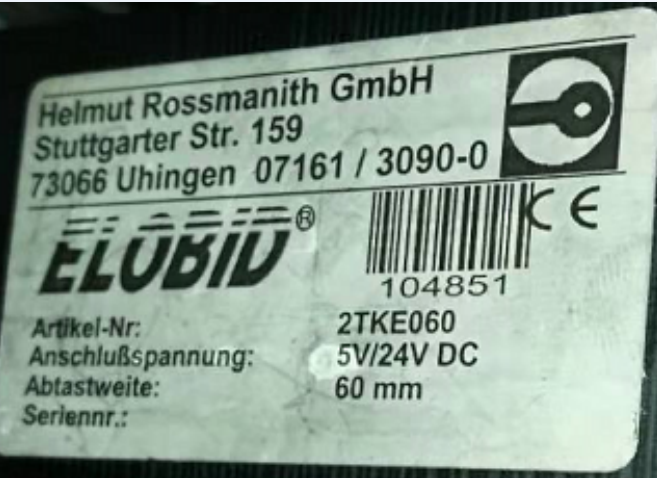 Helmut Rossmanith GmbH
Stuttgarter Str. 159
73066 Uhingen 07161 / 3090-0
ELOBID®
CE
104851
Artikel-Nr: 2TKE060
Anschlußspannung: 5V/24V DC
Abtastweite: 60 mm
Seriennr.: